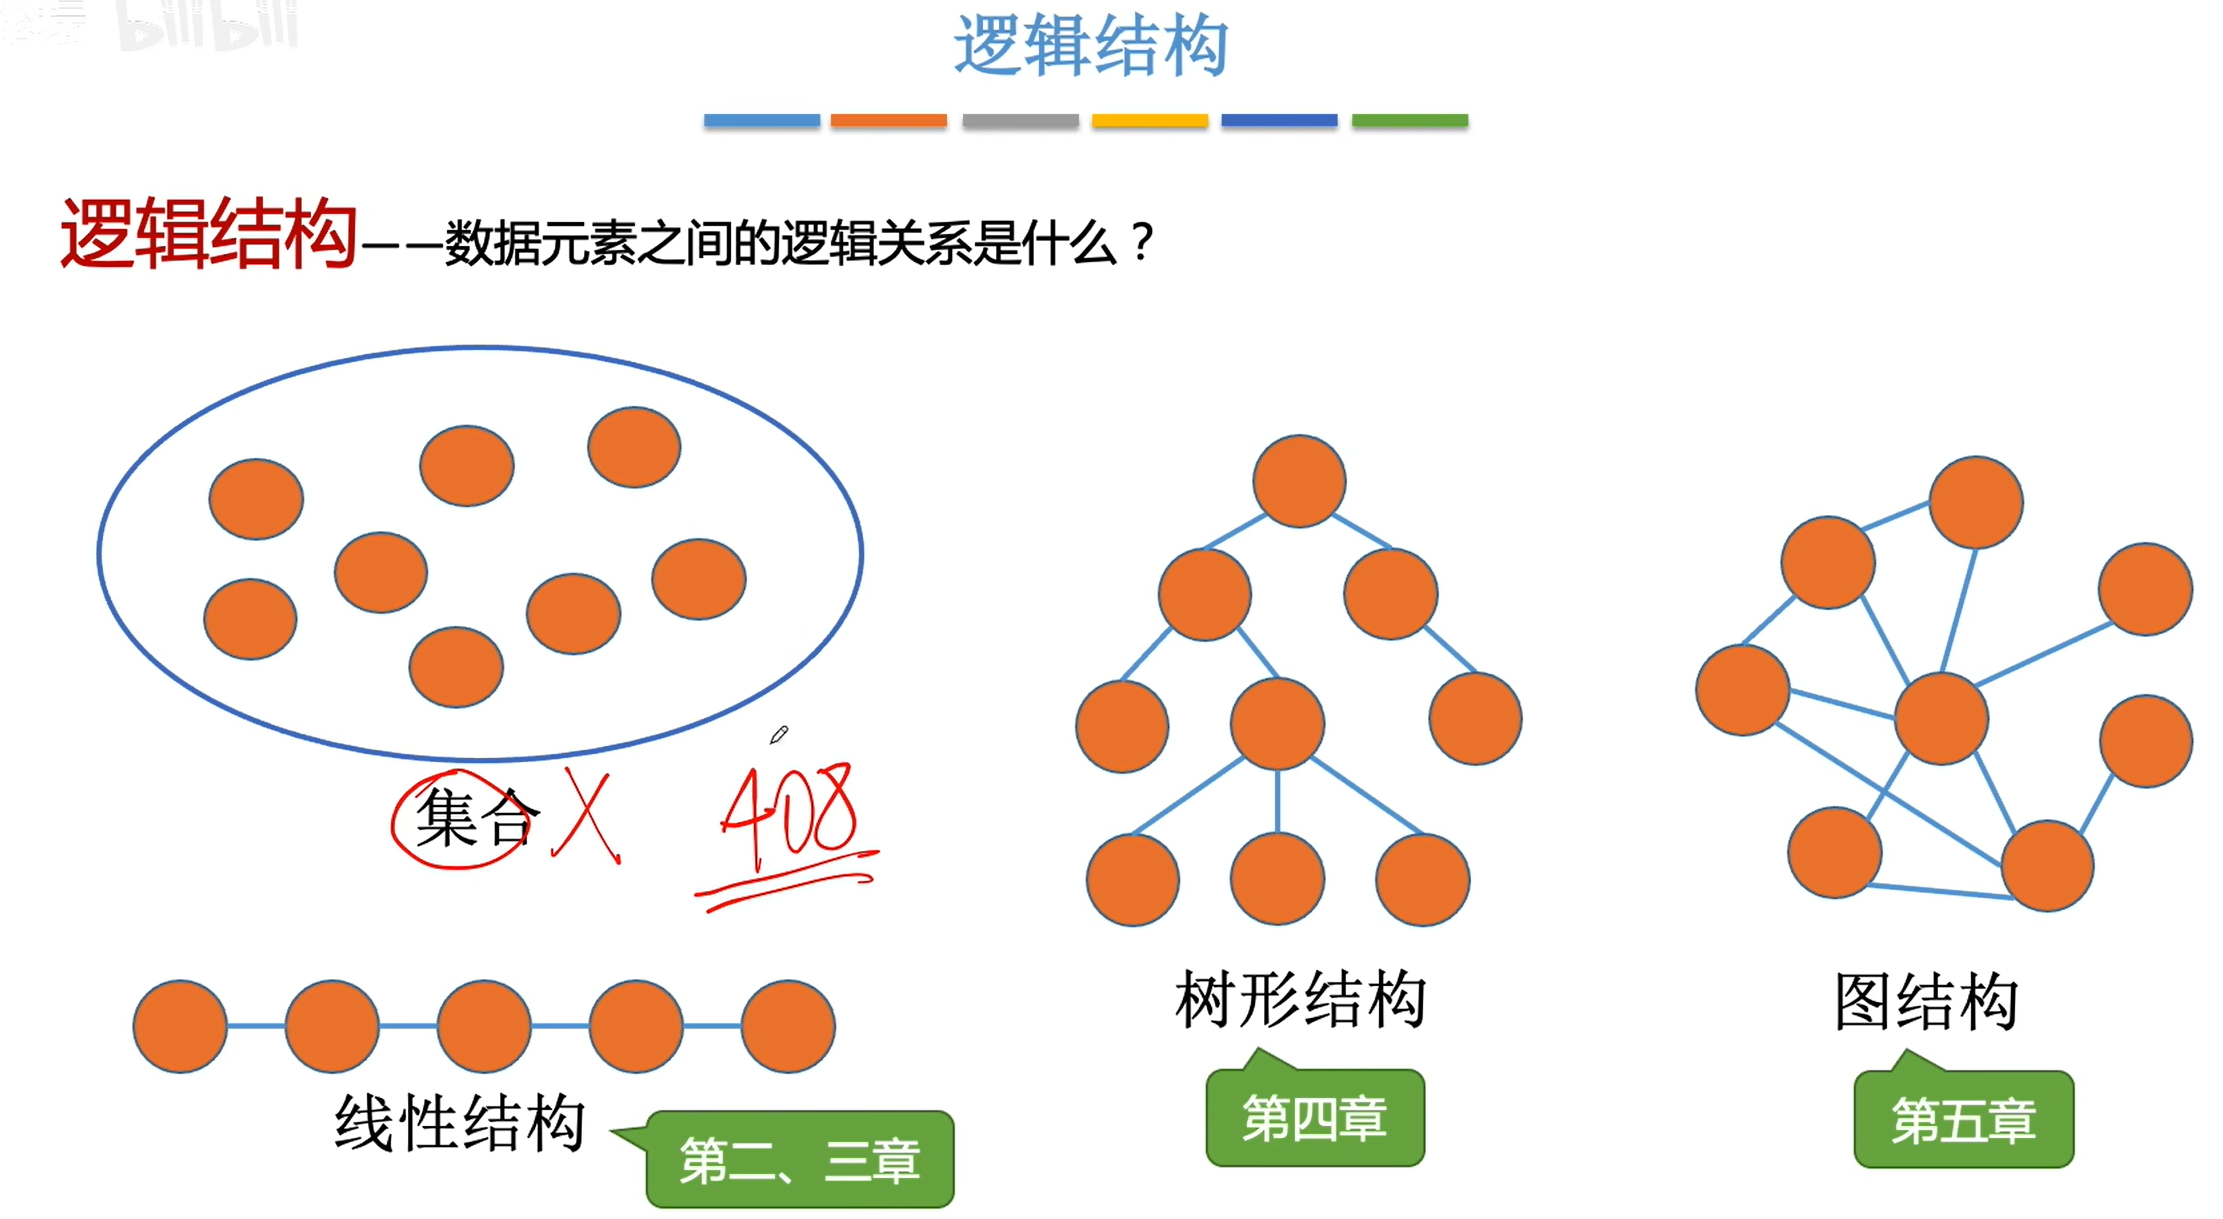 bilibili
逻辑结构
逻辑结构——数据元素之间的逻辑关系是什么？
集合 X 408
线性结构
第二、三章
树形结构
第四章
图结构
第五章